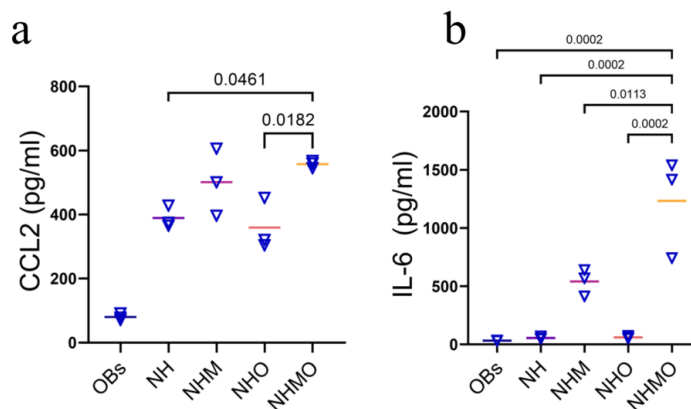 a
0.0461
0.0182
CCL2 (pg/ml)
800
600
400
200
0
OBs
NH
NHM
NHO
NHMO
b
0.0002
0.0002
0.0113
0.0002
IL-6 (pg/ml)
2000
1500
1000
500
0
OBs
NH
NHM
NHO
NHMO